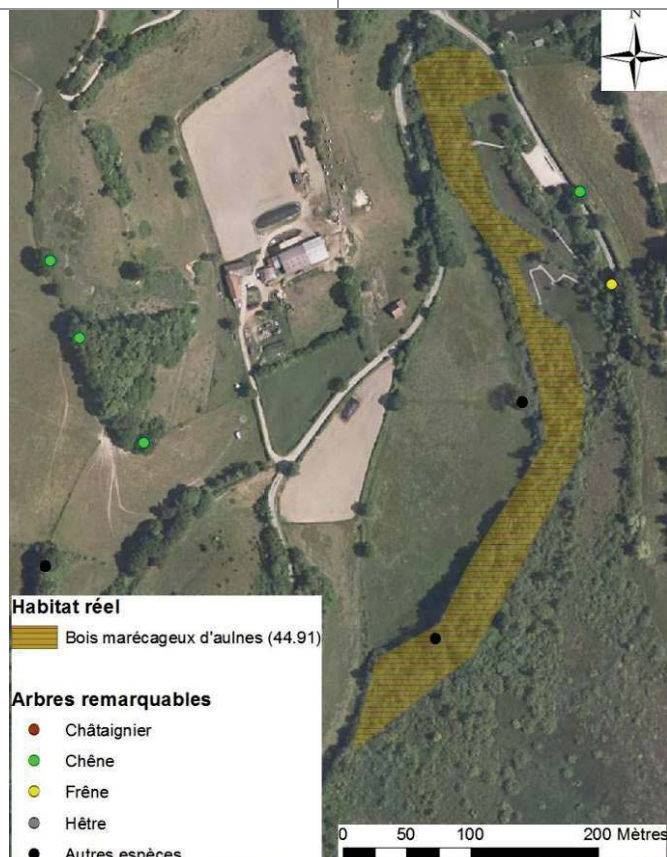 N
Habitat réel
Bois marécageux d'aulnes (44.91)
Arbres remarquables
Châtaignier
Chêne
Frêne
Hêtre
Autres espèces
0 50 100 200 Mètres